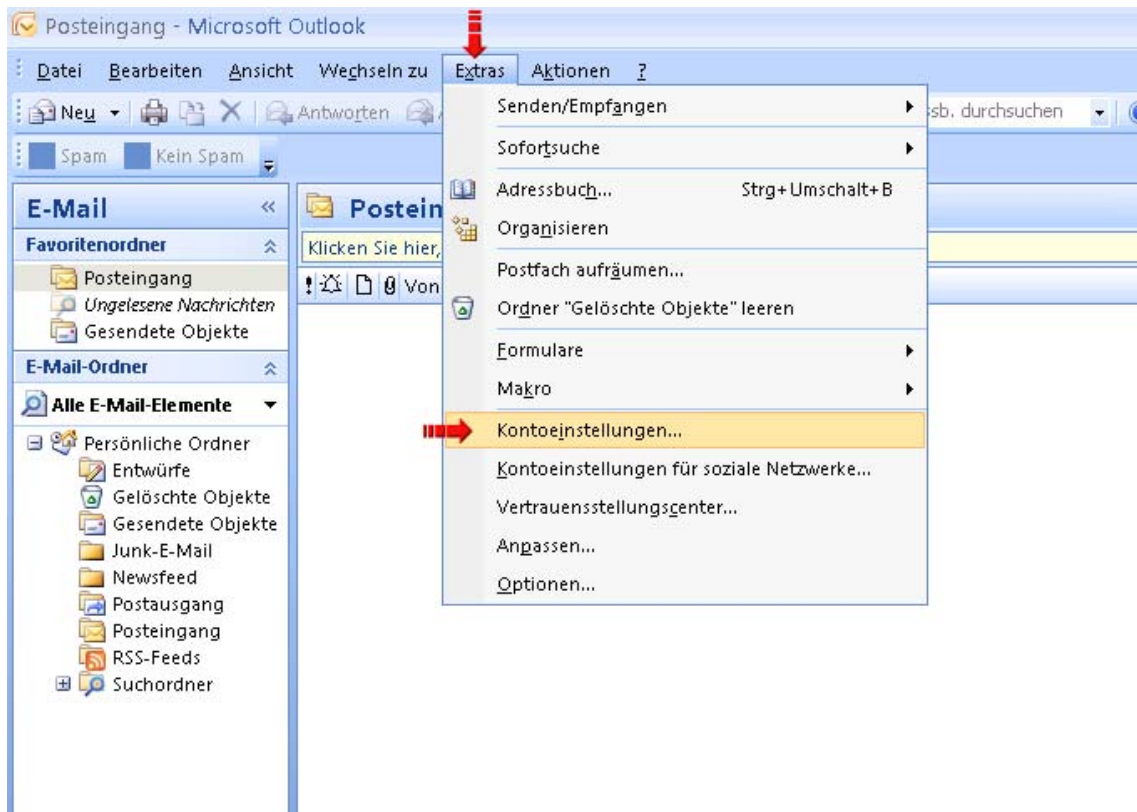 Posteingang - Microsoft Outlook
Datei Bearbeiten Ansicht Wechseln zu Extras Aktionen ?
Neu Antworten durchsuchen
Spam Kein Spam
Senden/Empfangen
Sofortsuche
Adressbuch... Strg+Umschalt+B
Organisieren
Postfach aufräumen...
Ordner "Gelöschte Objekte" leeren
Formulare
Makro
Kontoeinstellungen...
Kontoeinstellungen für soziale Netzwerke...
Vertrauensstellungscenter...
Anpassen...
Optionen...
E-Mail
Favoritenordner
Posteingang
Ungelesene Nachrichten
Gesendete Objekte
E-Mail-Ordner
Alle E-Mail-Elemente
Persönliche Ordner
Entwürfe
Gelöschte Objekte
Gesendete Objekte
Junk-E-Mail
Newsfeed
Postausgang
Posteingang
RSS-Feeds
Suchordner
Postein
Klicken Sie hier,
Von